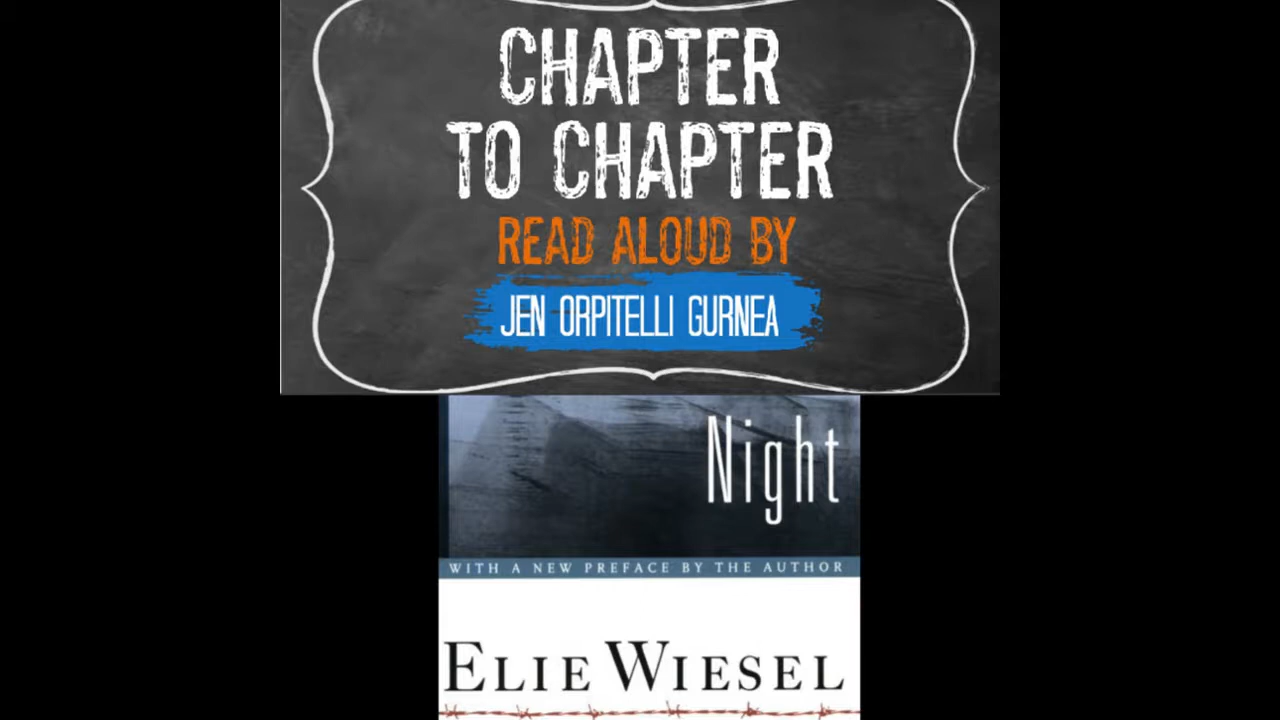 CHAPTER
TO CHAPTER
READ ALOUD BY
JEN ORPITELLI GURNEA
Night
WITH A NEW PREFACE BY THE AUTHOR
ELIE WIESEL